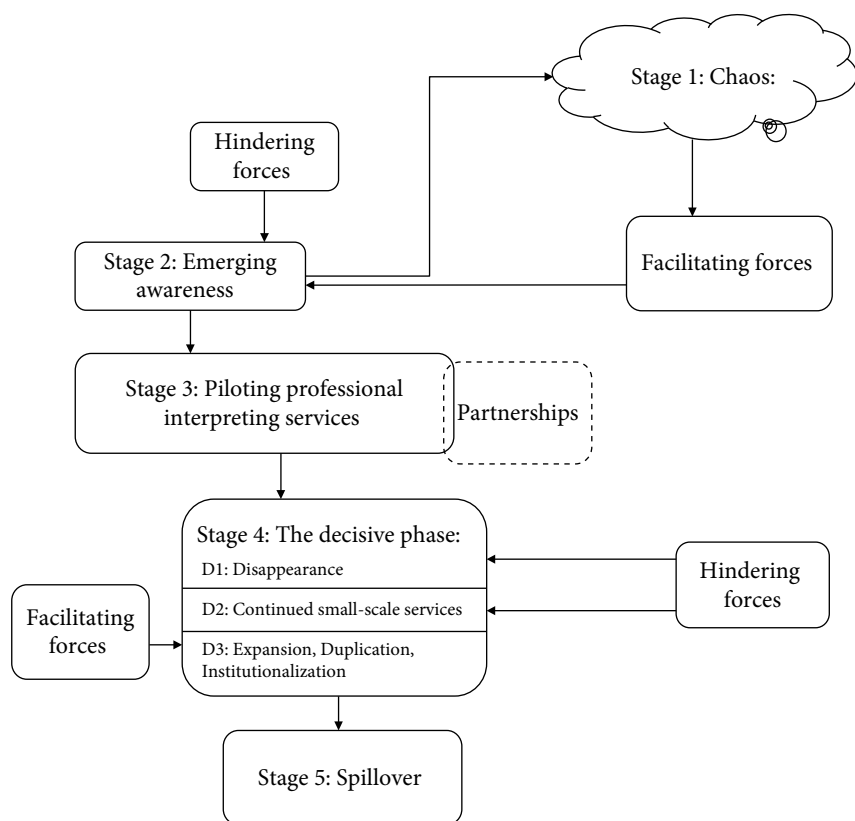 Stage 1: Chaos:
Hindering
forces
Stage 2: Emerging
awareness
Facilitating forces
Stage 3: Piloting professional
interpreting services
Partnerships
Stage 4: The decisive phase:
D1: Disappearance
D2: Continued small-scale services
D3: Expansion, Duplication,
Institutionalization
Hindering
forces
Facilitating
forces
Stage 5: Spillover